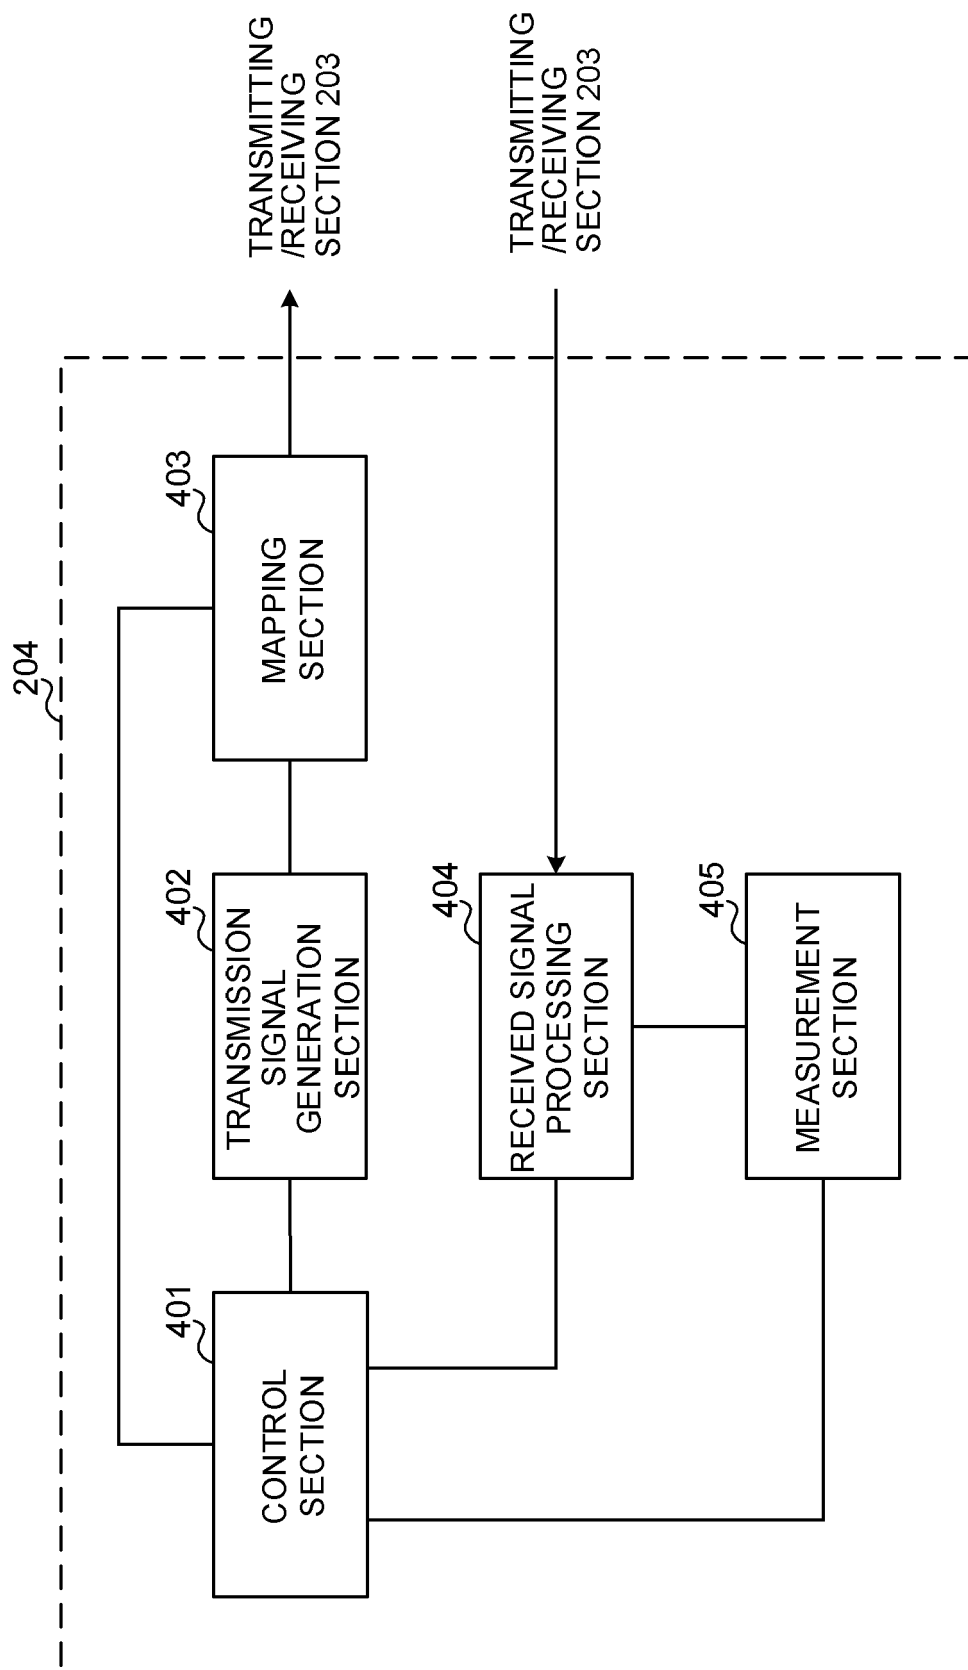 204
401
CONTROL
SECTION
402
TRANSMISSION
SIGNAL
GENERATION
SECTION
403
MAPPING
SECTION
TRANSMITTING
/RECEIVING
SECTION 203
404
RECEIVED SIGNAL
PROCESSING
SECTION
TRANSMITTING
/RECEIVING
SECTION 203
405
MEASUREMENT
SECTION